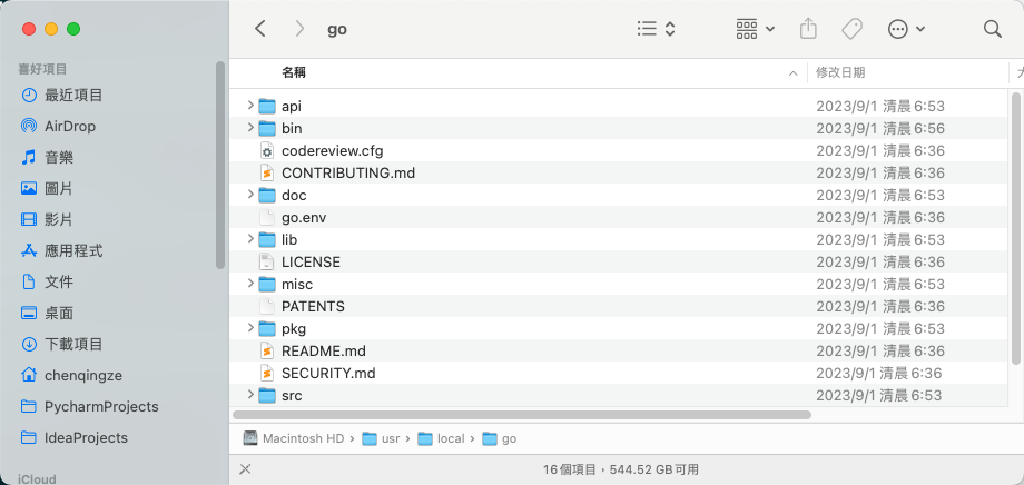 go
喜好項目
最近項目
AirDrop
音樂
圖片
影片
應用程式
文件
桌面
下載項目
chenqingze
PycharmProjects
IdeaProjects
iCloud
名稱 修改日期
api 2023/9/1 清晨 6:53
bin 2023/9/1 清晨 6:56
codereview.cfg 2023/9/1 清晨 6:53
CONTRIBUTING.md 2023/9/1 清晨 6:36
doc 2023/9/1 清晨 6:53
go.env 2023/9/1 清晨 6:36
lib 2023/9/1 清晨 6:53
LICENSE 2023/9/1 清晨 6:36
misc 2023/9/1 清晨 6:53
PATENTS 2023/9/1 清晨 6:36
pkg 2023/9/1 清晨 6:53
README.md 2023/9/1 清晨 6:36
SECURITY.md 2023/9/1 清晨 6:36
src 2023/9/1 清晨 6:53
Macintosh HD › usr › local › go
16 個項目，544.52 GB 可用